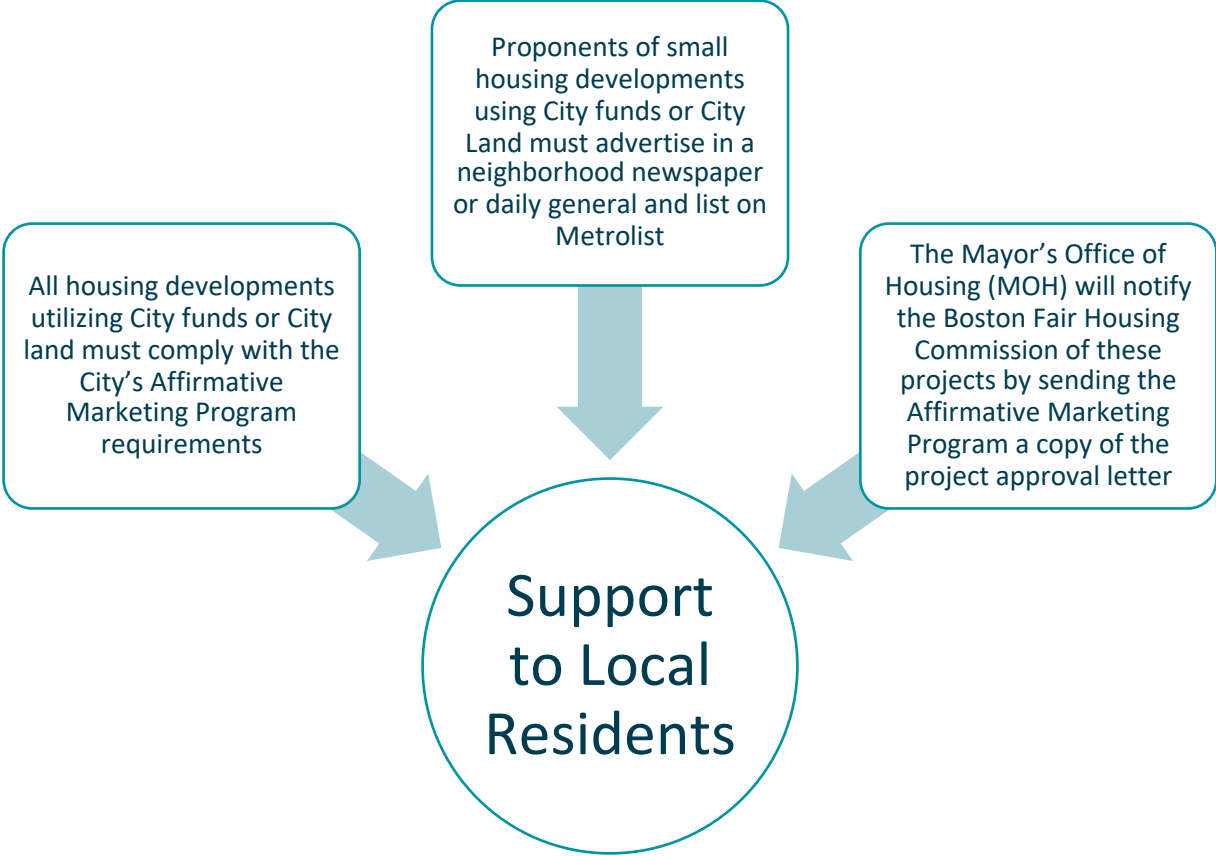 Proponents of small
housing developments
using City funds or City
Land must advertise in a
neighborhood newspaper
or daily general and list on
Metrolist
All housing developments
utilizing City funds or City
land must comply with the
City’s Affirmative
Marketing Program
requirements
The Mayor’s Office of
Housing (MOH) will notify
the Boston Fair Housing
Commission of these
projects by sending the
Affirmative Marketing
Program a copy of the
project approval letter
Support
to Local
Residents